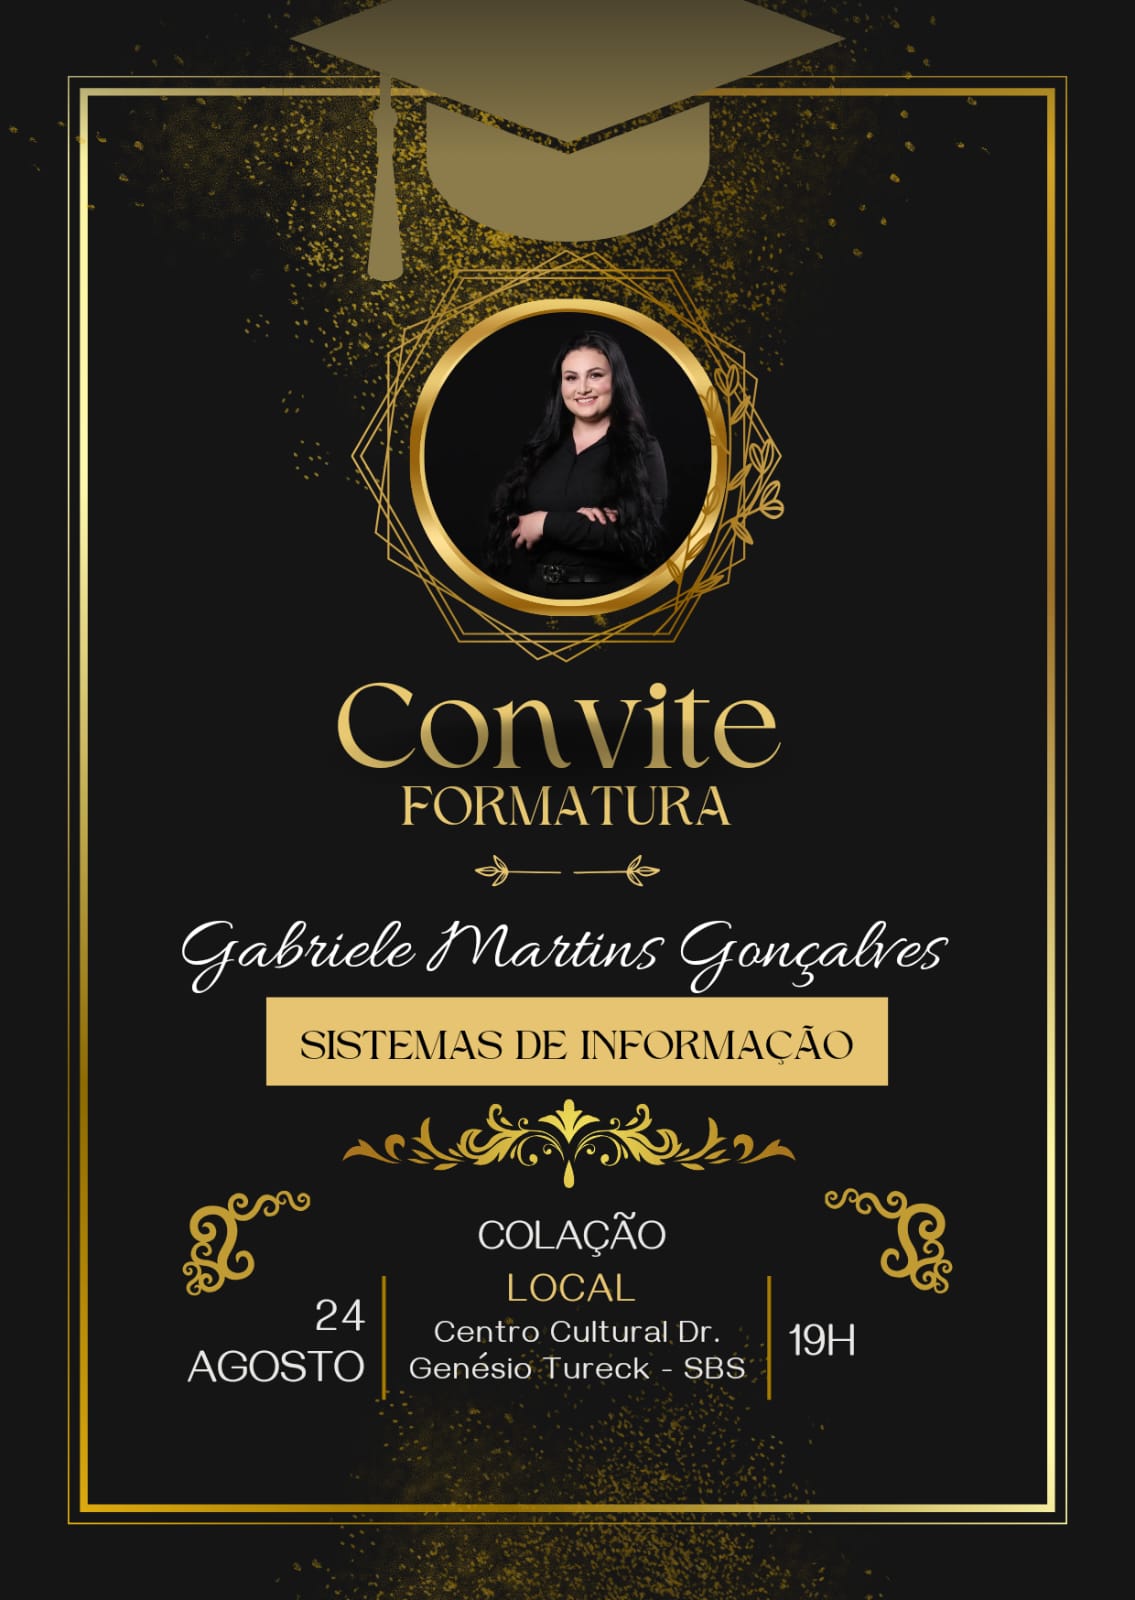 Convite
FORMATURA
Gabriele Martins Gonçalves
SISTEMAS DE INFORMAÇÃO
COLAÇÃO
LOCAL
24
AGOSTO
Centro Cultural Dr.
Genésio Tureck - SBS
19H